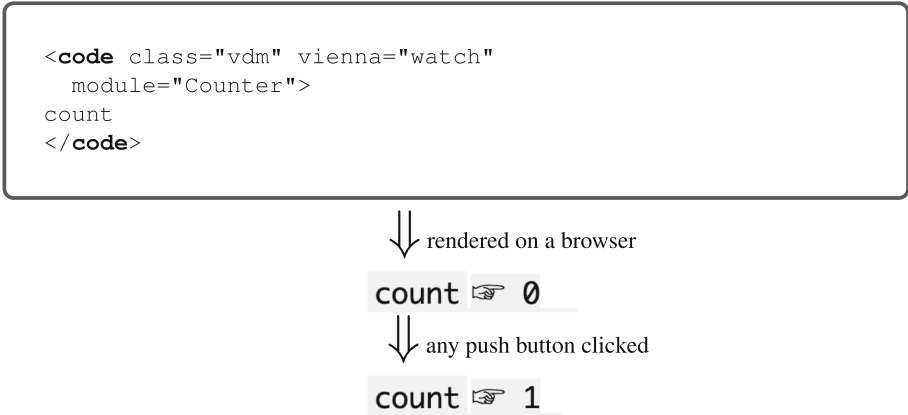 <code class="vdm" vienna="watch"
module="Counter">
count
</code>
rendered on a browser
count ☞ 0
any push button clicked
count ☞ 1